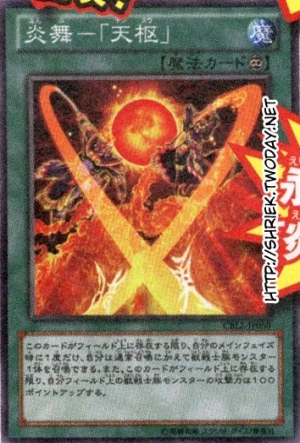 炎舞－「天枢」
魔
魔法カード
HTTP://SHRIEK.TWODAY.NET
このカードがフィールド上に存在する限り、自分のメインフェイズ
時に1度だけ、自分は通常召喚に加えて獣戦士族モンスター
1体を召喚できる。また、このカードがフィールド上に存在する
限り、自分フィールド上の獣戦士族モンスターの攻撃力は100
ポイントアップする。